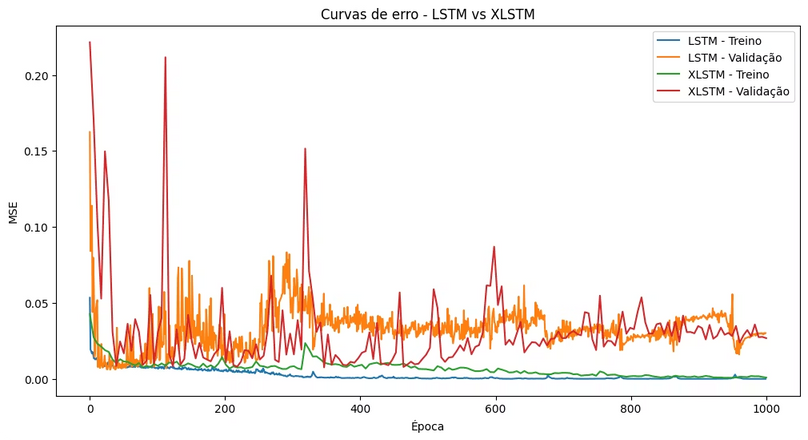 Curvas de erro - LSTM vs XLSTM
LSTM - Treino
LSTM - Validação
XLSTM - Treino
XLSTM - Validação
MSE
0.20
0.15
0.10
0.05
0.00
0
200
400
600
800
1000
Época